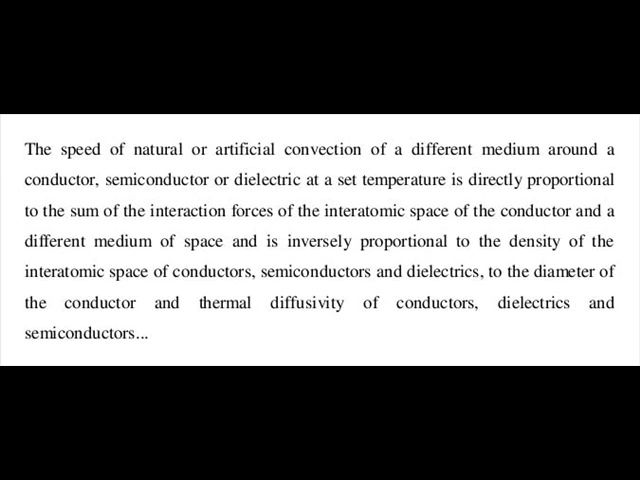 The speed of natural or artificial convection of a different medium around a
conductor, semiconductor or dielectric at a set temperature is directly proportional
to the sum of the interaction forces of the interatomic space of the conductor and a
different medium of space and is inversely proportional to the density of the
interatomic space of conductors, semiconductors and dielectrics, to the diameter of
the conductor and thermal diffusivity of conductors, dielectrics and
semiconductors...